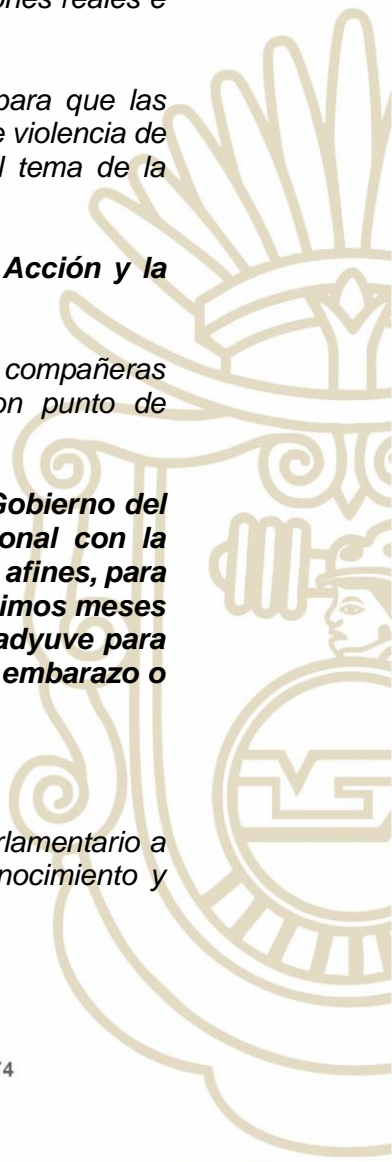 ones reales e
para que las
e violencia de
l tema de la
Acción y la
compañeras
on punto de
Gobierno del
onal con la
afines, para
imos meses
adyuve para
embarazo o
rlamentario a
nocimiento y
74